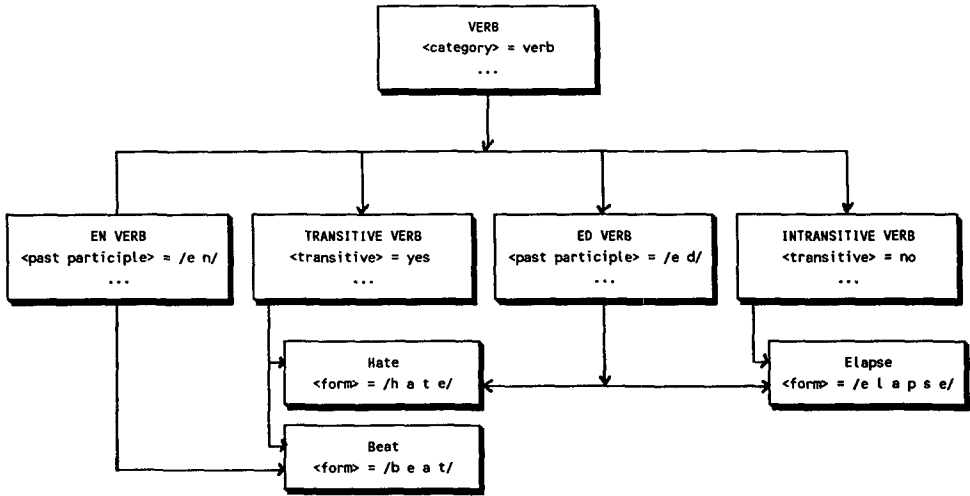 VERB
<category> = verb
...
EN VERB
<past participle> = /e n/
...
TRANSITIVE VERB
<transitive> = yes
...
ED VERB
<past participle> = /e d/
...
INTRANSITIVE VERB
<transitive> = no
...
Hate
<form> = /h a t e/
Elapse
<form> = /e l a p s e/
Beat
<form> = /b e a t/